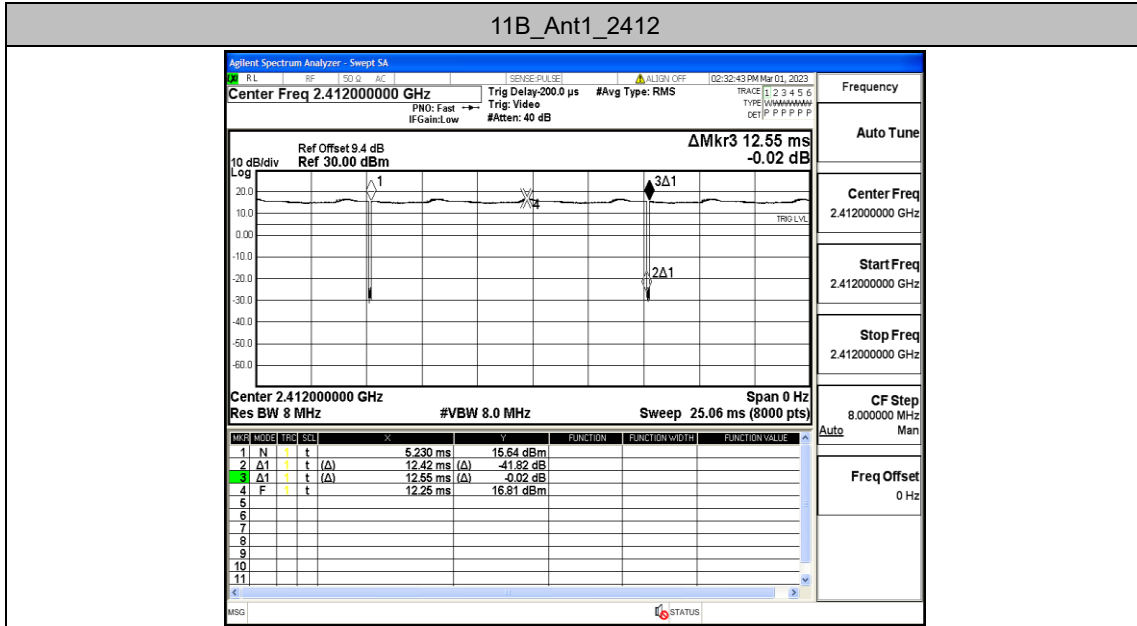 11B_Ant1_2412
Agilent Spectrum Analyzer - Swept SA
RL RF 50 Ω AC SENSE:PULSE ALIGN OFF 02:32:43 PM Mar 01, 2023
Center Freq 2.412000000 GHz Trig Delay-200.0 µs #Avg Type: RMS TRACE 1 2 3 4 5 6
PNO: Fast Trig: Video TYPE
IFGain:Low #Atten: 40 dB DET P P P P P P
Frequency
Ref Offset 9.4 dB ΔMkr3 12.55 ms
10 dB/div Ref 30.00 dBm -0.02 dB
Log
20.0
10.0
0.00
-10.0
-20.0
-30.0
-40.0
-50.0
-60.0
1
4
3Δ1
TRIG LVL
2Δ1
Center 2.412000000 GHz Span 0 Hz
Res BW 8 MHz #VBW 8.0 MHz Sweep 25.06 ms (8000 pts)
MKR MODE TRC SCL X Y FUNCTION FUNCTION WIDTH FUNCTION VALUE
1 N 1 t 5.230 ms 15.64 dBm
2 Δ1 1 t (Δ) 12.42 ms (Δ) -41.82 dB
3 Δ1 1 t (Δ) 12.55 ms (Δ) -0.02 dB
4 F 1 t 12.25 ms 16.81 dBm
5
6
7
8
9
10
11
MSG STATUS
Auto Tune
Center Freq
2.412000000 GHz
Start Freq
2.412000000 GHz
Stop Freq
2.412000000 GHz
CF Step
8.000000 MHz
Auto Man
Freq Offset
0 Hz